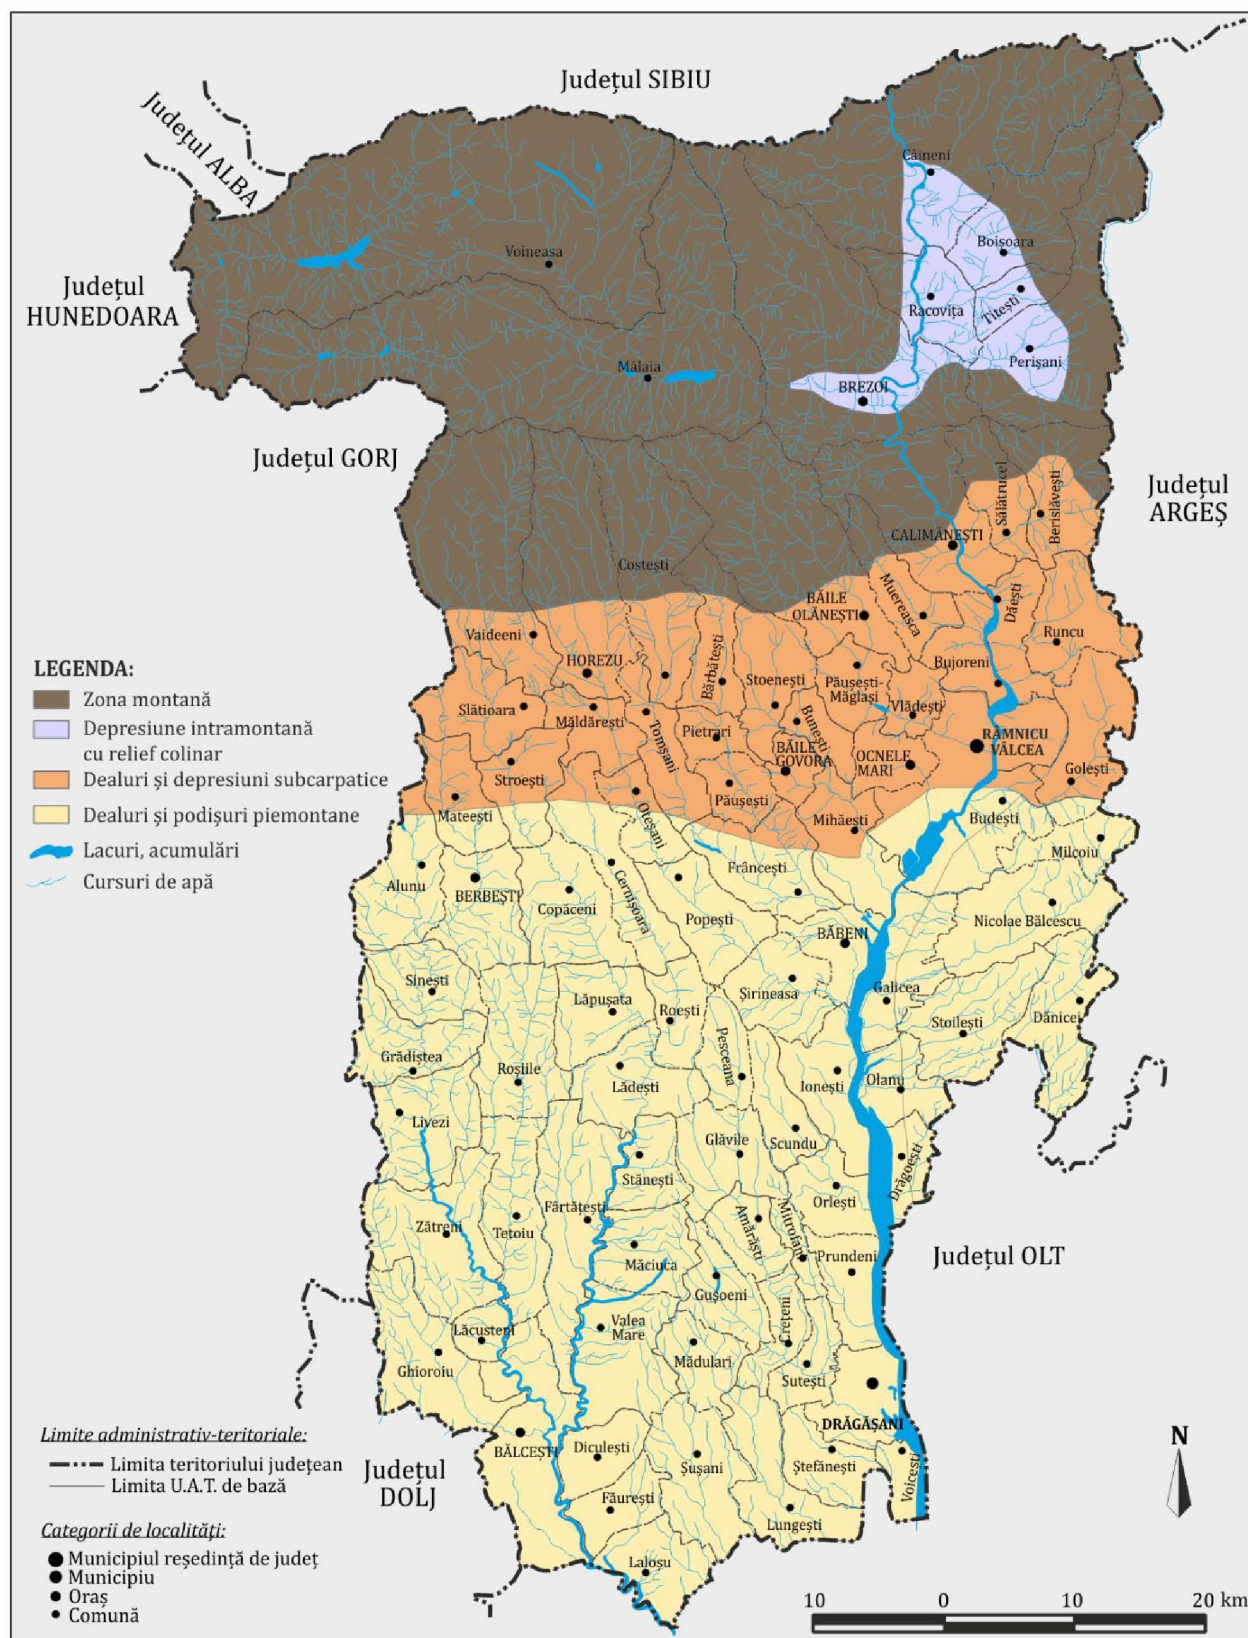 Județul SIBIU
Județul ALBA
Județul
HUNEDOARA
Câineni
Boișoara
Voineasa
Racovița
Titești
Perișani
Mălaia
BREZOI
Județul GORJ
Județul
ARGEȘ
Sălătrucel
Berislăvești
CALIMĂNEȘTI
Costești
BĂILE
OLĂNEȘTI
Muereasca
Dăești
Runcu
Vaideeni
HOREZU
Bărbătești
Stoenești
Păușești-
Măglași
Bujoreni
LEGENDA:
Zona montană
Depresiune intramontană
cu relief colinar
Dealuri și depresiuni subcarpatice
Dealuri și podișuri piemontane
Lacuri, acumulări
Cursuri de apă
Slătioara
Măldărești
Tomșani
Pietrari
Bunești
Vlădești
RÂMNICU
VÂLCEA
BĂILE
GOVORA
OCNELE
MARI
Golești
Stroești
Păușești
Mateești
Oteșani
Mihăești
Budești
Milcoiu
Alunu
BERBEȘTI
Copăceni
Cernișoara
Frâncești
Popești
Nicolae Bălcescu
BĂBENI
Sinești
Lăpușata
Roești
Șirineasa
Galicea
Stoilești
Dănicei
Grădiștea
Roșiile
Lădești
Pesceana
Ionești
Olanu
Livezi
Glăvile
Scundu
Drăgoești
Stănești
Orlești
Zătreni
Tetoiu
Fârtățești
Amărăști
Mitrofani
Prundeni
Județul OLT
Măciuca
Gușoeni
Lăcusteni
Valea
Mare
Crețeni
Ghioroiu
Mădulari
Sutești
DRĂGĂȘANI
Limite administrativ-teritoriale:
Limita teritoriului județean
Limita U.A.T. de bază
Județul
DOLJ
BĂLCEȘTI
Diculești
Șușani
Ștefănești
Voicești
N
Făurești
Lungești
Categorii de localități:
Municipiul reședință de județ
Municipiu
Oraș
Comună
Laloșu
10 0 10 20 km